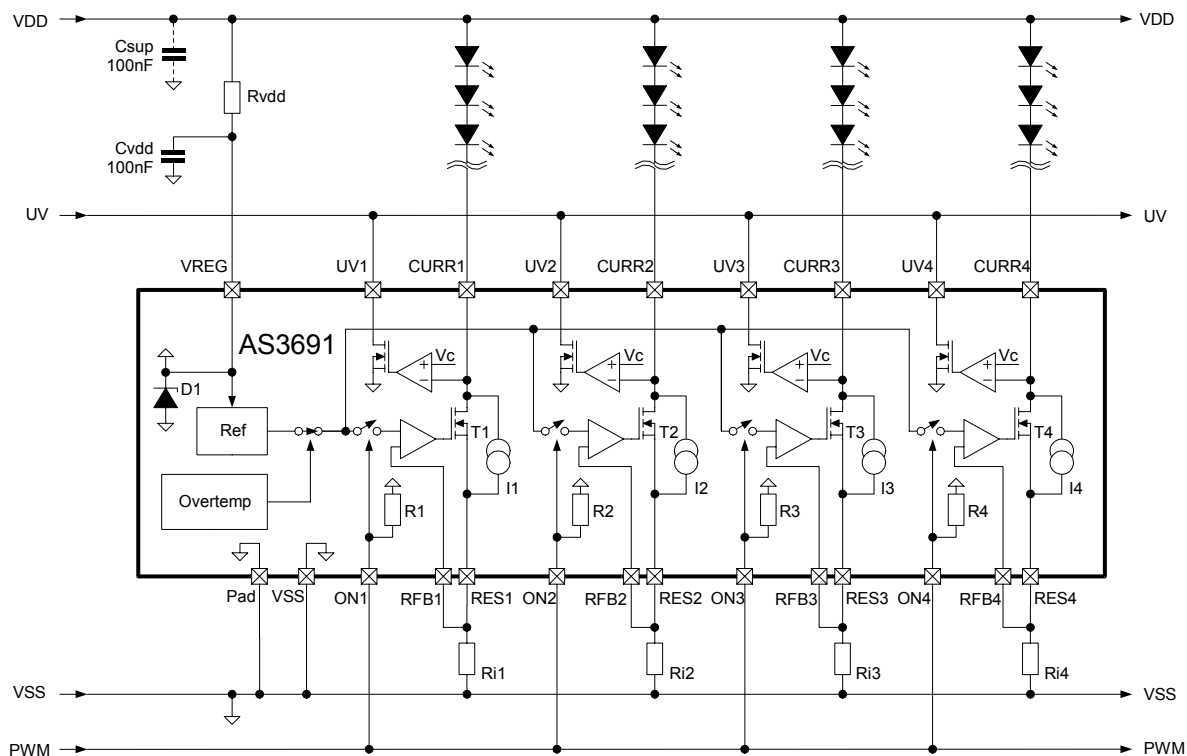 VDD
VDD
Csup
100nF
Rvdd
Cvdd
100nF
UV
UV
VREG
UV1
CURR1
UV2
CURR2
UV3
CURR3
UV4
CURR4
AS3691
Vc
Vc
Vc
Vc
D1
Ref
T1
T2
T3
T4
Overtemp
I1
I2
I3
I4
R1
R2
R3
R4
Pad
VSS
ON1
RFB1
RES1
ON2
RFB2
RES2
ON3
RFB3
RES3
ON4
RFB4
RES4
Ri1
Ri2
Ri3
Ri4
VSS
VSS
PWM
PWM